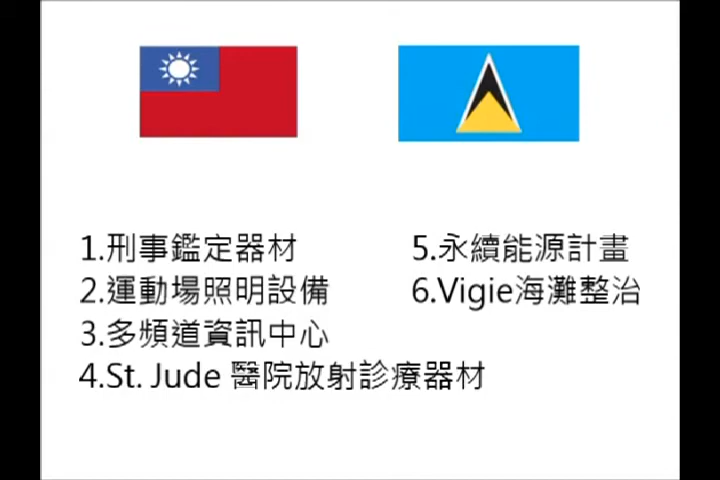 1.刑事鑑定器材
2.運動場照明設備
3.多頻道資訊中心
4.St. Jude 醫院放射診療器材
5.永續能源計畫
6.Vigie海灘整治